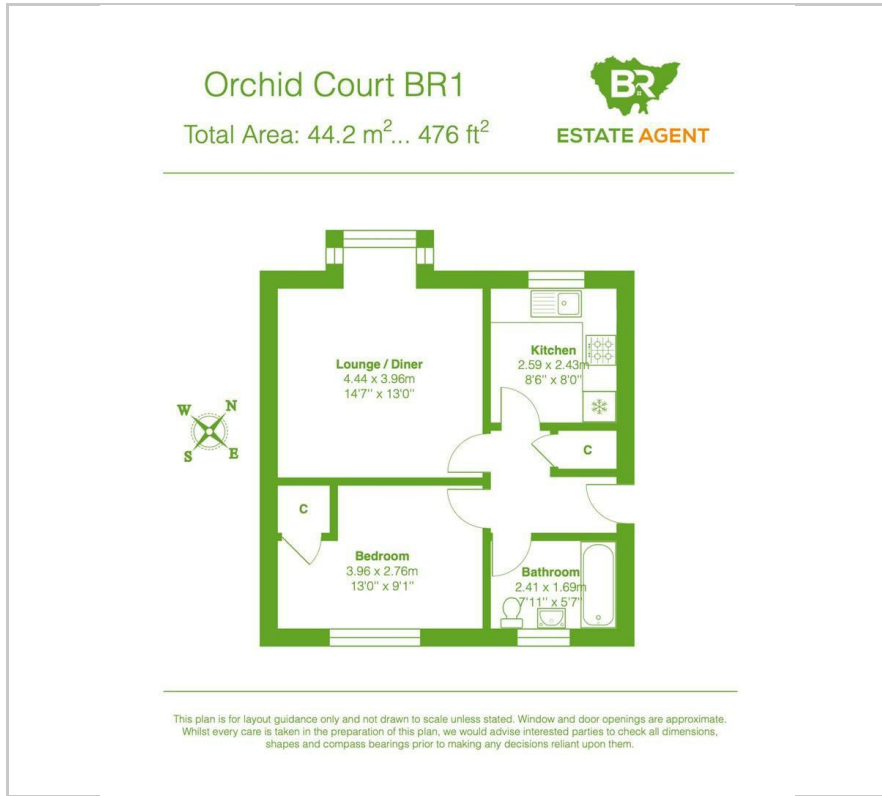 Orchid Court BR1
Total Area: 44.2 m²... 476 ft²
BR
ESTATE AGENT
Lounge / Diner
4.44 x 3.96m
14'7'' x 13'0''
Kitchen
2.59 x 2.43m
8'6'' x 8'0''
W
N
S
E
C
C
Bedroom
3.96 x 2.76m
13'0'' x 9'1''
Bathroom
2.41 x 1.69m
7'11'' x 5'7''
This plan is for layout guidance only and not drawn to scale unless stated. Window and door openings are approximate.
Whilst every care is taken in the preparation of this plan, we would advise interested parties to check all dimensions,
shapes and compass bearings prior to making any decisions reliant upon them.